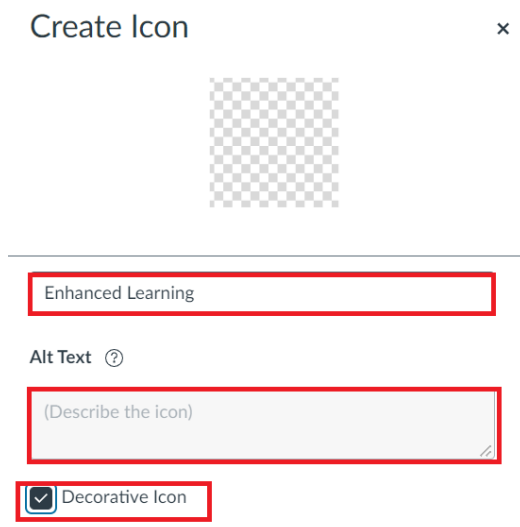 Create Icon ×
Enhanced Learning
Alt Text ?
(Describe the icon)
Decorative Icon